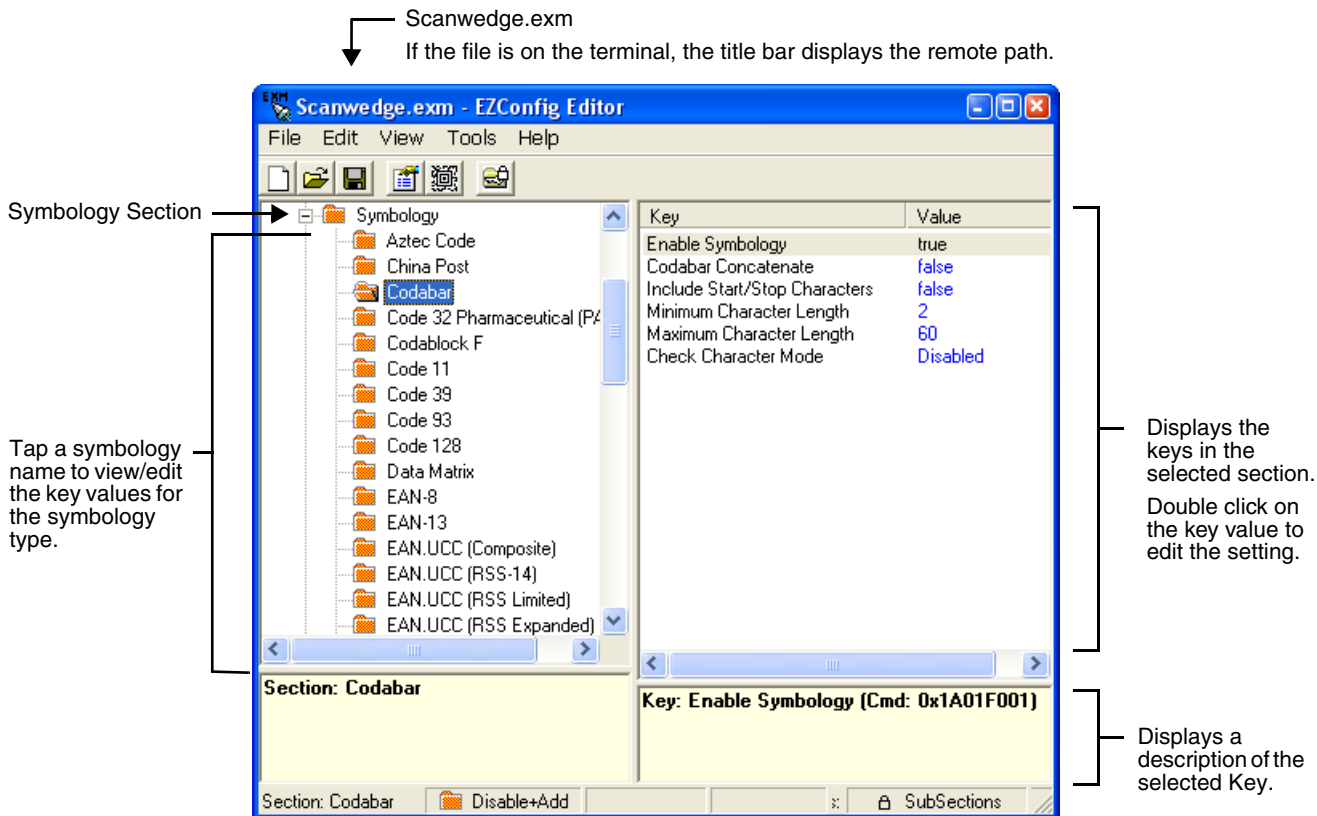 Scanwedge.exm
If the file is on the terminal, the title bar displays the remote path.
EXM
Scanwedge.exm - EZConfig Editor
File Edit View Tools Help
Symbology Section
Symbology
Aztec Code
China Post
Codabar
Code 32 Pharmaceutical (PA
Codablock F
Code 11
Code 39
Code 93
Code 128
Data Matrix
EAN-8
EAN-13
EAN.UCC (Composite)
EAN.UCC (RSS-14)
EAN.UCC (RSS Limited)
EAN.UCC (RSS Expanded)
Tap a symbology
name to view/edit
the key values for
the symbology
type.
Key Value
Enable Symbology true
Codabar Concatenate false
Include Start/Stop Characters false
Minimum Character Length 2
Maximum Character Length 60
Check Character Mode Disabled
Displays the
keys in the
selected section.
Double click on
the key value to
edit the setting.
Section: Codabar
Key: Enable Symbology (Cmd: 0x1A01F001)
Displays a
description of the
selected Key.
Section: Codabar Disable+Add SubSections